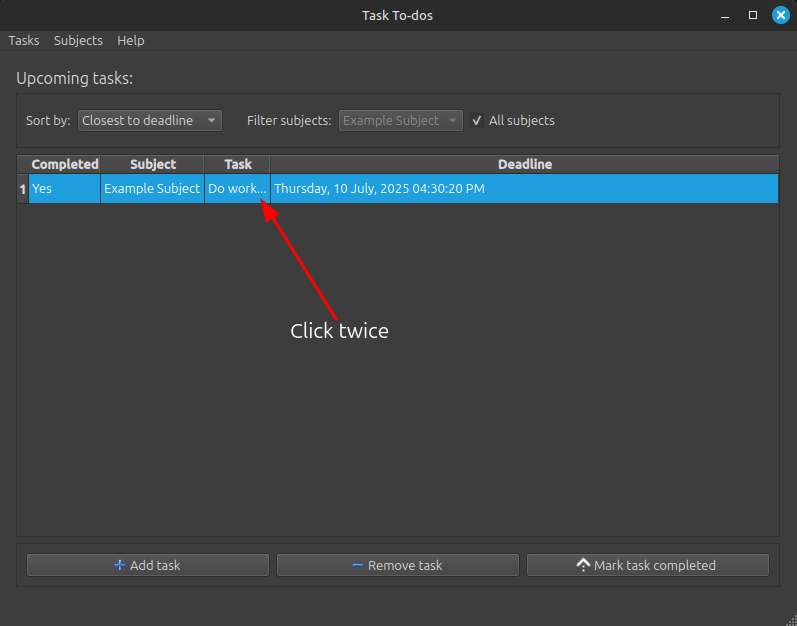 Task To-dos
Tasks Subjects Help
Upcoming tasks:
Sort by: Closest to deadline Filter subjects: Example Subject All subjects
Completed Subject Task Deadline
1 Yes Example Subject Do work... Thursday, 10 July, 2025 04:30:20 PM
Click twice
Add task Remove task Mark task completed